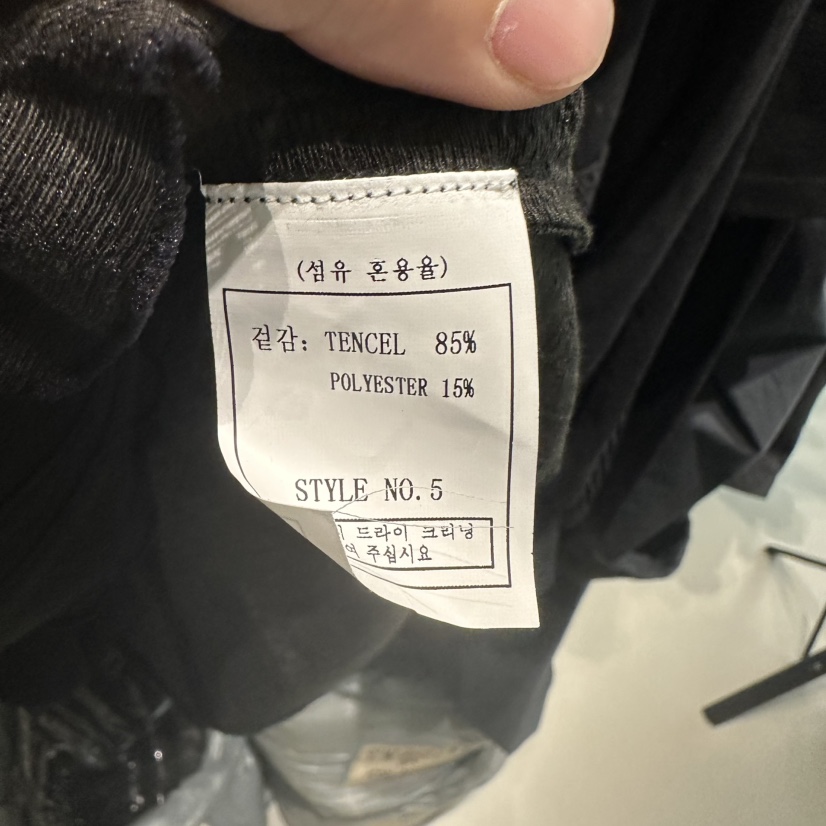 (섬유 혼용율)
겉감: TENCEL 85%
POLYESTER 15%
STYLE NO. 5
드라이 크리닝
주십시요